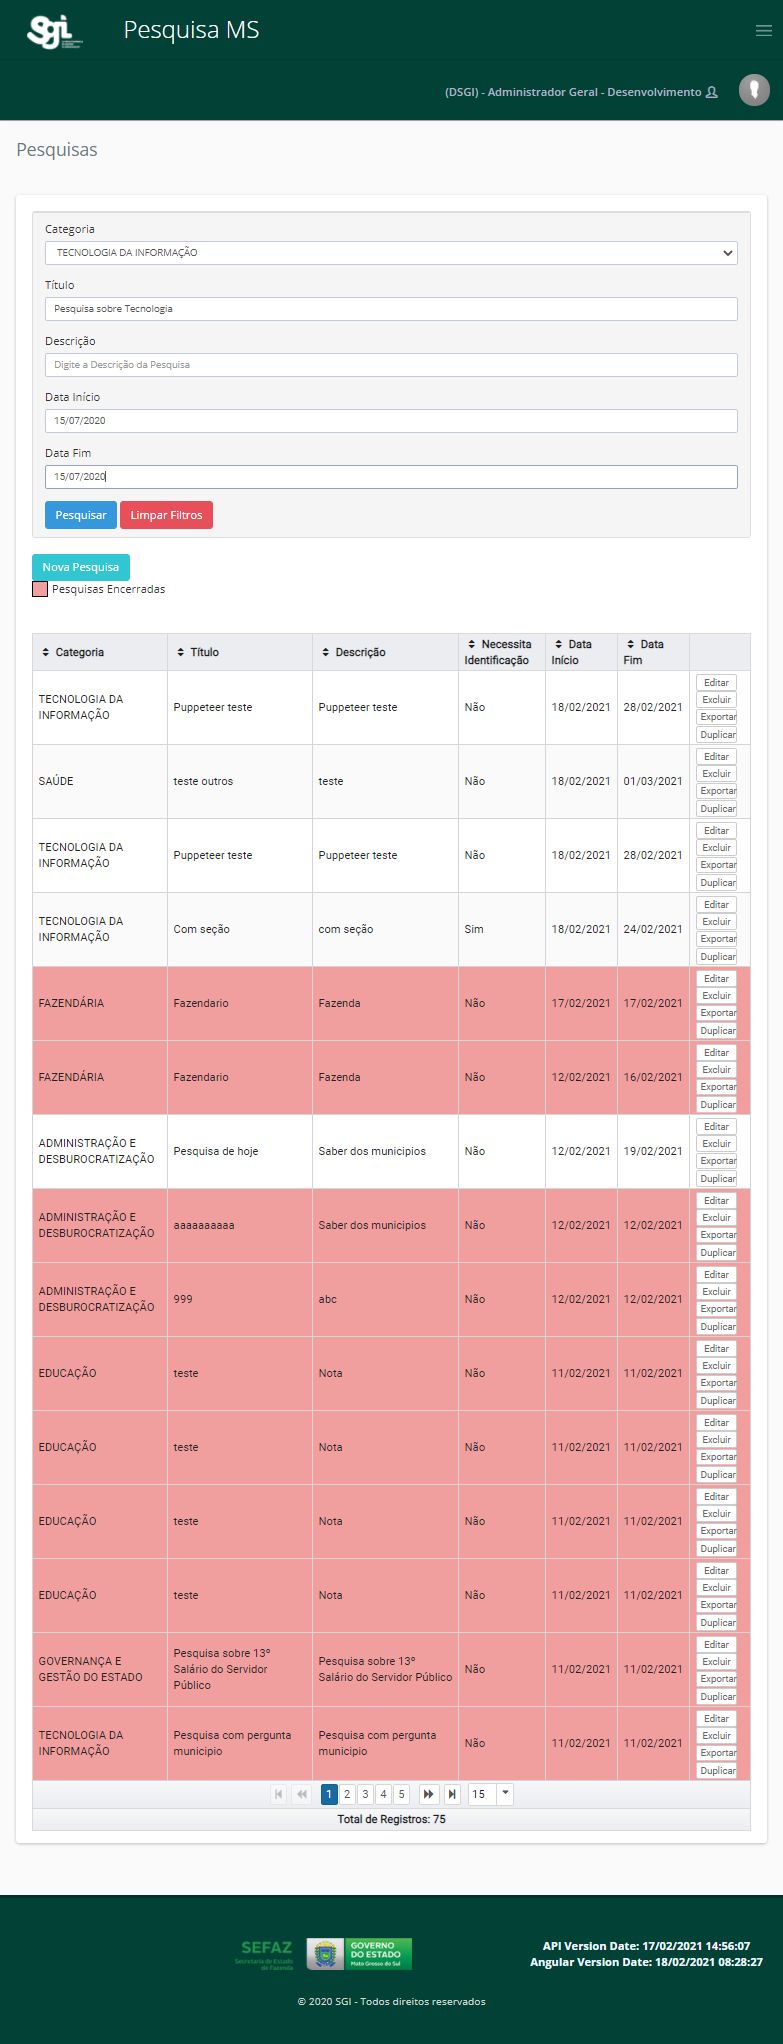 Sgi
Pesquisa MS
(DSGI) - Administrador Geral - Desenvolvimento
Pesquisas
Categoria
TECNOLOGIA DA INFORMAÇÃO
Título
Pesquisa sobre Tecnologia
Descrição
Digite a Descrição da Pesquisa
Data Início
15/07/2020
Data Fim
15/07/2020
Pesquisar Limpar Filtros
Nova Pesquisa
Pesquisas Encerradas
Categoria Título Descrição Necessita Identificação Data Início Data Fim
TECNOLOGIA DA INFORMAÇÃO Puppeteer teste Puppeteer teste Não 18/02/2021 28/02/2021 Editar Excluir Exportar Duplicar
SAÚDE teste outros teste Não 18/02/2021 01/03/2021 Editar Excluir Exportar Duplicar
TECNOLOGIA DA INFORMAÇÃO Puppeteer teste Puppeteer teste Não 18/02/2021 28/02/2021 Editar Excluir Exportar Duplicar
TECNOLOGIA DA INFORMAÇÃO Com seção com seção Sim 18/02/2021 24/02/2021 Editar Excluir Exportar Duplicar
FAZENDÁRIA Fazendario Fazenda Não 17/02/2021 17/02/2021 Editar Excluir Exportar Duplicar
FAZENDÁRIA Fazendario Fazenda Não 12/02/2021 16/02/2021 Editar Excluir Exportar Duplicar
ADMINISTRAÇÃO E DESBUROCRATIZAÇÃO Pesquisa de hoje Saber dos municipios Não 12/02/2021 19/02/2021 Editar Excluir Exportar Duplicar
ADMINISTRAÇÃO E DESBUROCRATIZAÇÃO aaaaaaaaaa Saber dos municipios Não 12/02/2021 12/02/2021 Editar Excluir Exportar Duplicar
ADMINISTRAÇÃO E DESBUROCRATIZAÇÃO 999 abc Não 12/02/2021 12/02/2021 Editar Excluir Exportar Duplicar
EDUCAÇÃO teste Nota Não 11/02/2021 11/02/2021 Editar Excluir Exportar Duplicar
EDUCAÇÃO teste Nota Não 11/02/2021 11/02/2021 Editar Excluir Exportar Duplicar
EDUCAÇÃO teste Nota Não 11/02/2021 11/02/2021 Editar Excluir Exportar Duplicar
EDUCAÇÃO teste Nota Não 11/02/2021 11/02/2021 Editar Excluir Exportar Duplicar
GOVERNANÇA E GESTÃO DO ESTADO Pesquisa sobre 13º Salário do Servidor Público Pesquisa sobre 13º Salário do Servidor Público Não 11/02/2021 11/02/2021 Editar Excluir Exportar Duplicar
TECNOLOGIA DA INFORMAÇÃO Pesquisa com pergunta municipio Pesquisa com pergunta municipio Não 11/02/2021 11/02/2021 Editar Excluir Exportar Duplicar
1 2 3 4 5 15
Total de Registros: 75
SEFAZ
Secretaria de Estado
de Fazenda
GOVERNO
DO ESTADO
Mato Grosso do Sul
API Version Date: 17/02/2021 14:56:07
Angular Version Date: 18/02/2021 08:28:27
© 2020 SGI - Todos direitos reservados